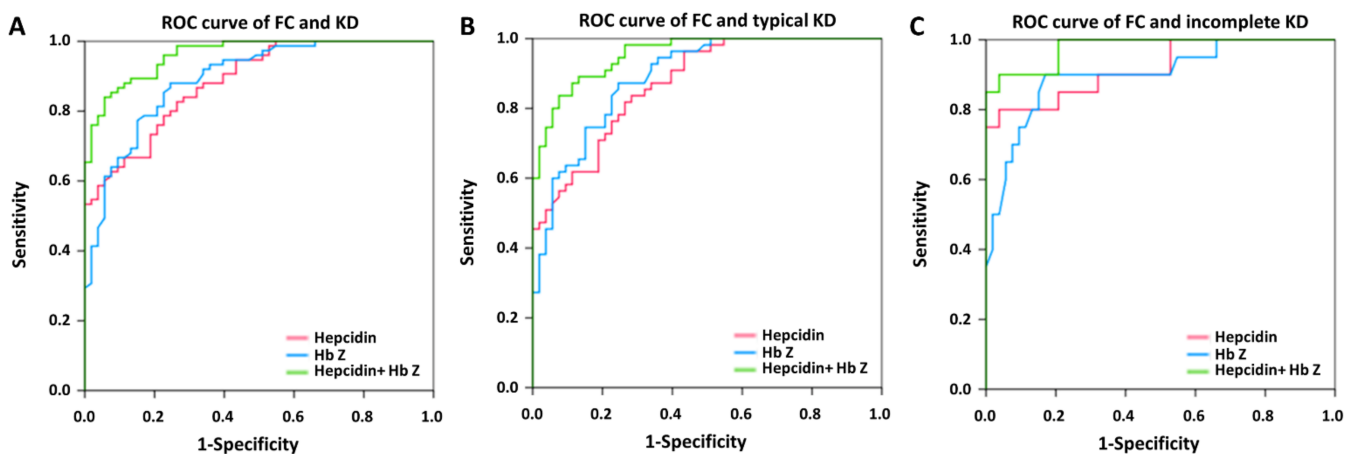 A
ROC curve of FC and KD
1.0
0.8
0.6
0.4
0.2
0.0
Sensitivity
Hepcidin
Hb Z
Hepcidin+ Hb Z
0.0 0.2 0.4 0.6 0.8 1.0
1-Specificity
B
ROC curve of FC and typical KD
1.0
0.8
0.6
0.4
0.2
0.0
Sensitivity
Hepcidin
Hb Z
Hepcidin+ Hb Z
0.0 0.2 0.4 0.6 0.8 1.0
1-Specificity
C
ROC curve of FC and incomplete KD
1.0
0.8
0.6
0.4
0.2
0.0
Sensitivity
Hepcidin
Hb Z
Hepcidin+ Hb Z
0.0 0.2 0.4 0.6 0.8 1.0
1-Specificity